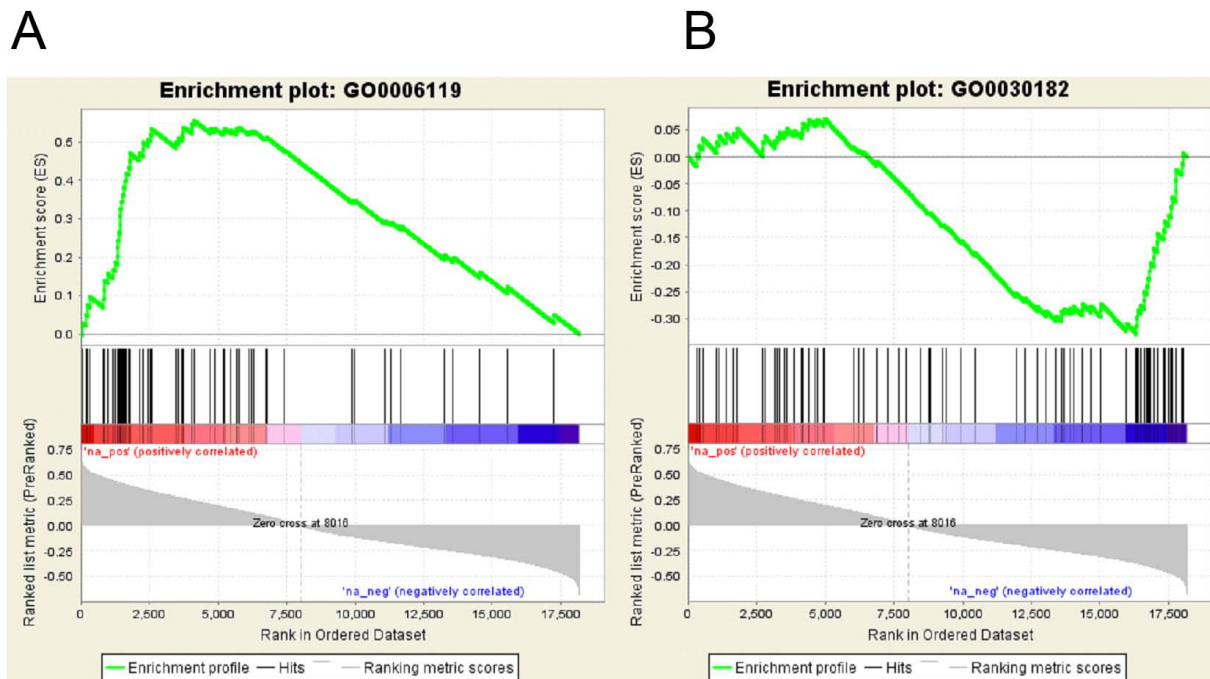 A
B
Enrichment plot: GO0006119
0.6
0.4
0.3
0.2
0.1
0.0
Enrichment score (ES)
0.75
0.50
0.25
0.00
-0.25
-0.50
Ranked list metric (PreRanked)
'na_pos' (positively correlated)
Zero cross at 8016
'na_neg' (negatively correlated)
0 2,500 5,000 7,500 10,000 12,500 15,000 17,500
Rank in Ordered Dataset
Enrichment profile Hits Ranking metric scores
Enrichment plot: GO0030182
0.05
0.00
-0.05
-0.10
-0.15
-0.20
-0.25
-0.30
Enrichment score (ES)
0.75
0.50
0.25
0.00
-0.25
-0.50
Ranked list metric (PreRanked)
'na_pos' (positively correlated)
Zero cross at 8016
'na_neg' (negatively correlated)
0 2,500 5,000 7,500 10,000 12,500 15,000 17,500
Rank in Ordered Dataset
Enrichment profile Hits Ranking metric scores